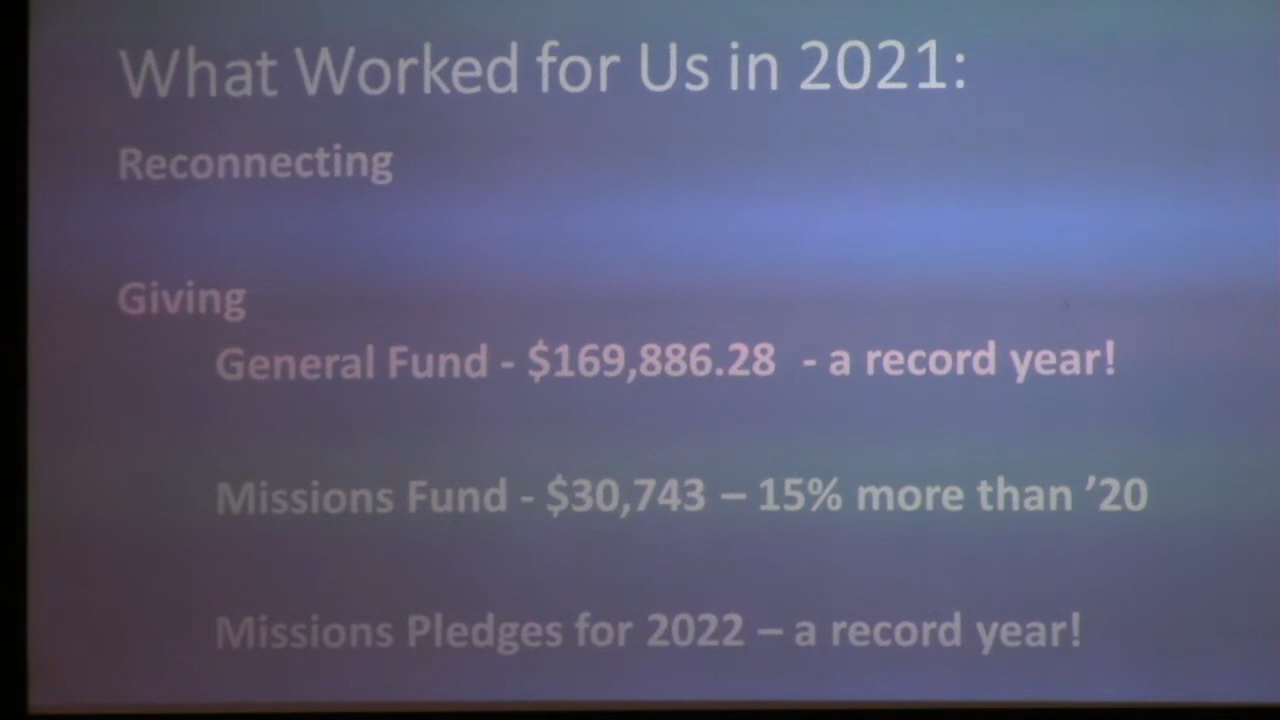 What Worked for Us in 2021:
Reconnecting
Giving
General Fund - $169,886.28 - a record year!
Missions Fund - $30,743 – 15% more than ’20
Missions Pledges for 2022 – a record year!